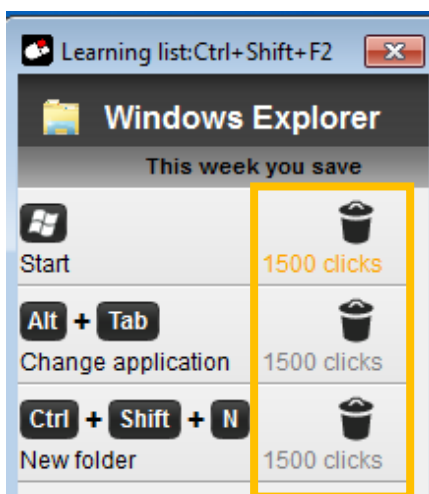 Learning list:Ctrl+Shift+F2
Windows Explorer
This week you save
Start 1500 clicks
Alt + Tab
Change application 1500 clicks
Ctrl + Shift + N
New folder 1500 clicks